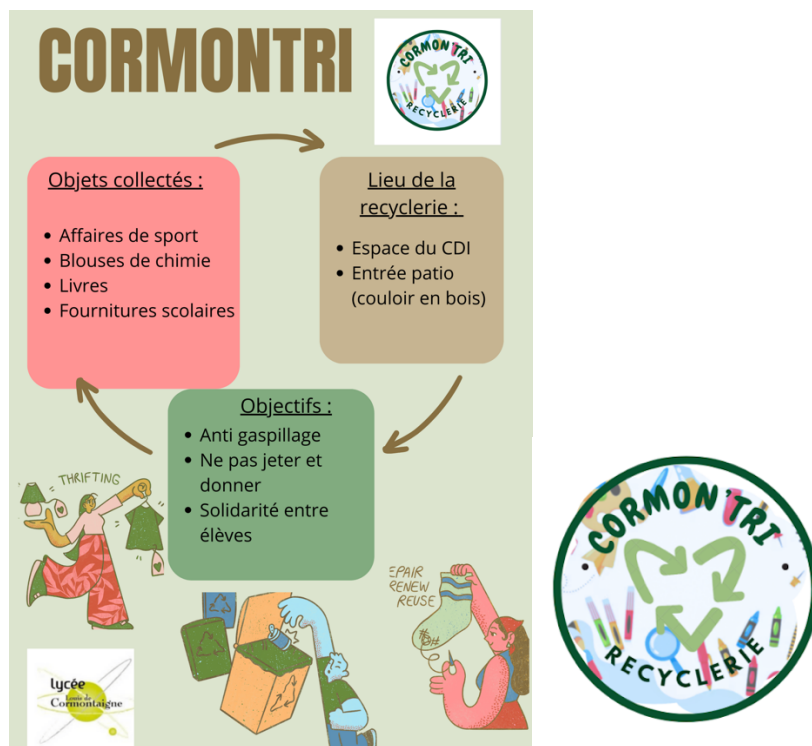 CORMONTRI
CORMON TRI
RECYCLERIE
Objets collectés :
• Affaires de sport
• Blouses de chimie
• Livres
• Fournitures scolaires
Lieu de la
recyclerie :
• Espace du CDI
• Entrée patio
(couloir en bois)
Objectifs :
• Anti gaspillage
• Ne pas jeter et
donner
• Solidarité entre
élèves
THRIFTING
EPAIR
RENEW
REUSE
lycée
Louis de
Cormontaigne
CORMON'TRI
RECYCLERIE